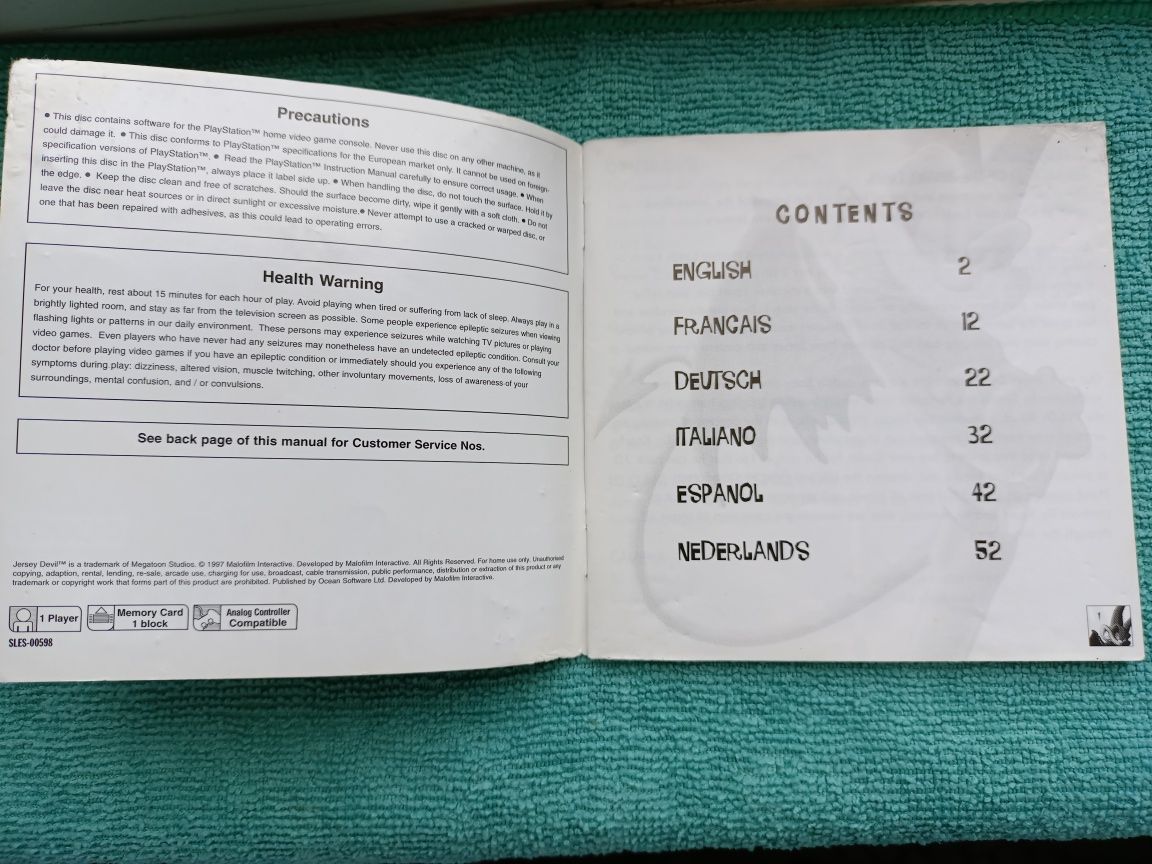 Precautions
● This disc contains software for the PlayStation™ home video game console. Never use this disc on any other machine, as it
could damage it. ● This disc conforms to PlayStation™ specifications for the European market only. It cannot be used on foreign-
specification versions of PlayStation™. ● Read the PlayStation™ Instruction Manual carefully to ensure correct usage. ● When
inserting this disc in the PlayStation™, always place it label side up. ● When handling the disc, do not touch the surface. Hold it by
the edge. ● Keep the disc clean and free of scratches. Should the surface become dirty, wipe it gently with a soft cloth. ● Do not
leave the disc near heat sources or in direct sunlight or excessive moisture.● Never attempt to use a cracked or warped disc, or
one that has been repaired with adhesives, as this could lead to operating errors.
Health Warning
For your health, rest about 15 minutes for each hour of play. Avoid playing when tired or suffering from lack of sleep. Always play in a
brightly lighted room, and stay as far from the television screen as possible. Some people experience epileptic seizures when viewing
flashing lights or patterns in our daily environment. These persons may experience seizures while watching TV pictures or playing
video games. Even players who have never had any seizures may nonetheless have an undetected epileptic condition. Consult your
doctor before playing video games if you have an epileptic condition or immediately should you experience any of the following
symptoms during play: dizziness, altered vision, muscle twitching, other involuntary movements, loss of awareness of your
surroundings, mental confusion, and / or convulsions.
See back page of this manual for Customer Service Nos.
Jersey Devil™ is a trademark of Megatoon Studios. © 1997 Malofilm Interactive. Developed by Malofilm Interactive. All Rights Reserved. For home use only. Unauthorised
copying, adaption, rental, lending, re-sale, arcade use, charging for use, broadcast, cable transmission, public performance, distribution or extraction of this product or any
trademark or copyright work that forms part of this product are prohibited. Published by Ocean Software Ltd. Developed by Malofilm Interactive.
1 Player
Memory Card
1 block
Analog Controller
Compatible
SLES-00598
CONTENTS
ENGLISH 2
FRANCAIS 12
DEUTSCH 22
ITALIANO 32
ESPANOL 42
NEDERLANDS 52
1